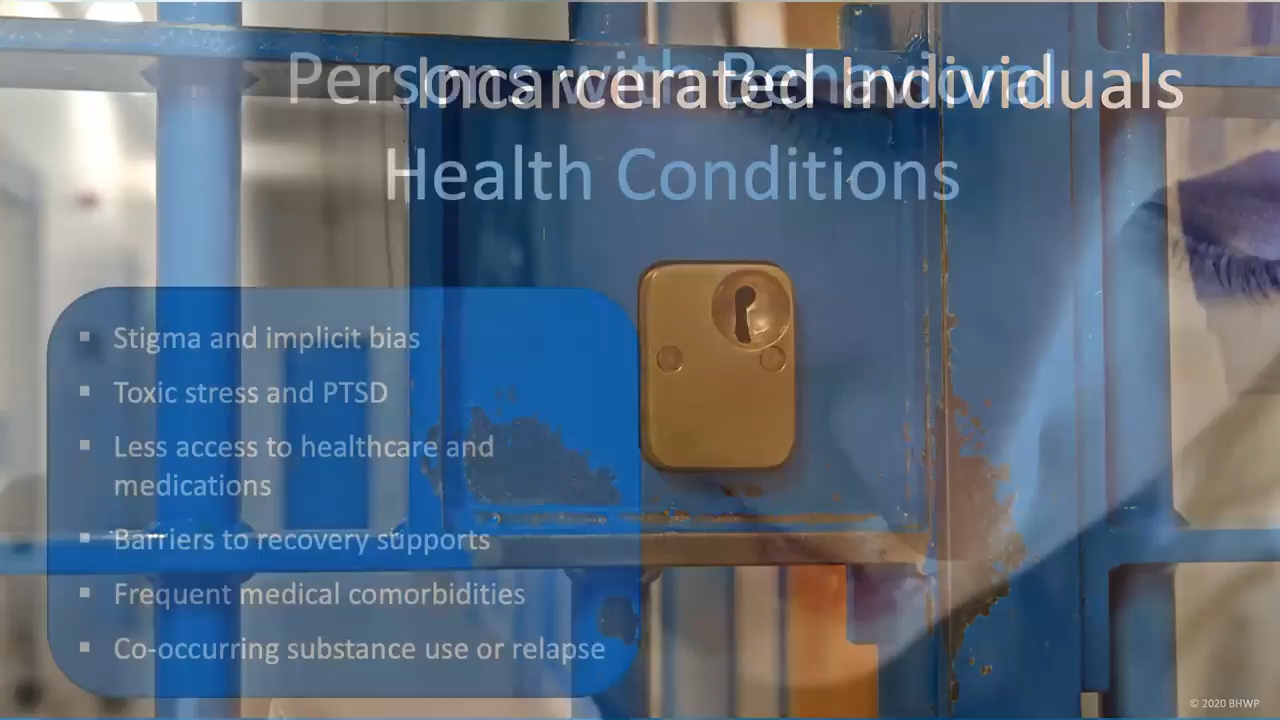 Persons with Behavioral
Incarcerated Individuals
Health Conditions
▪ Stigma and implicit bias
▪ Toxic stress and PTSD
▪ Less access to healthcare and
medications
▪ Barriers to recovery supports
▪ Frequent medical comorbidities
▪ Co-occurring substance use or relapse
© 2020 BHWP